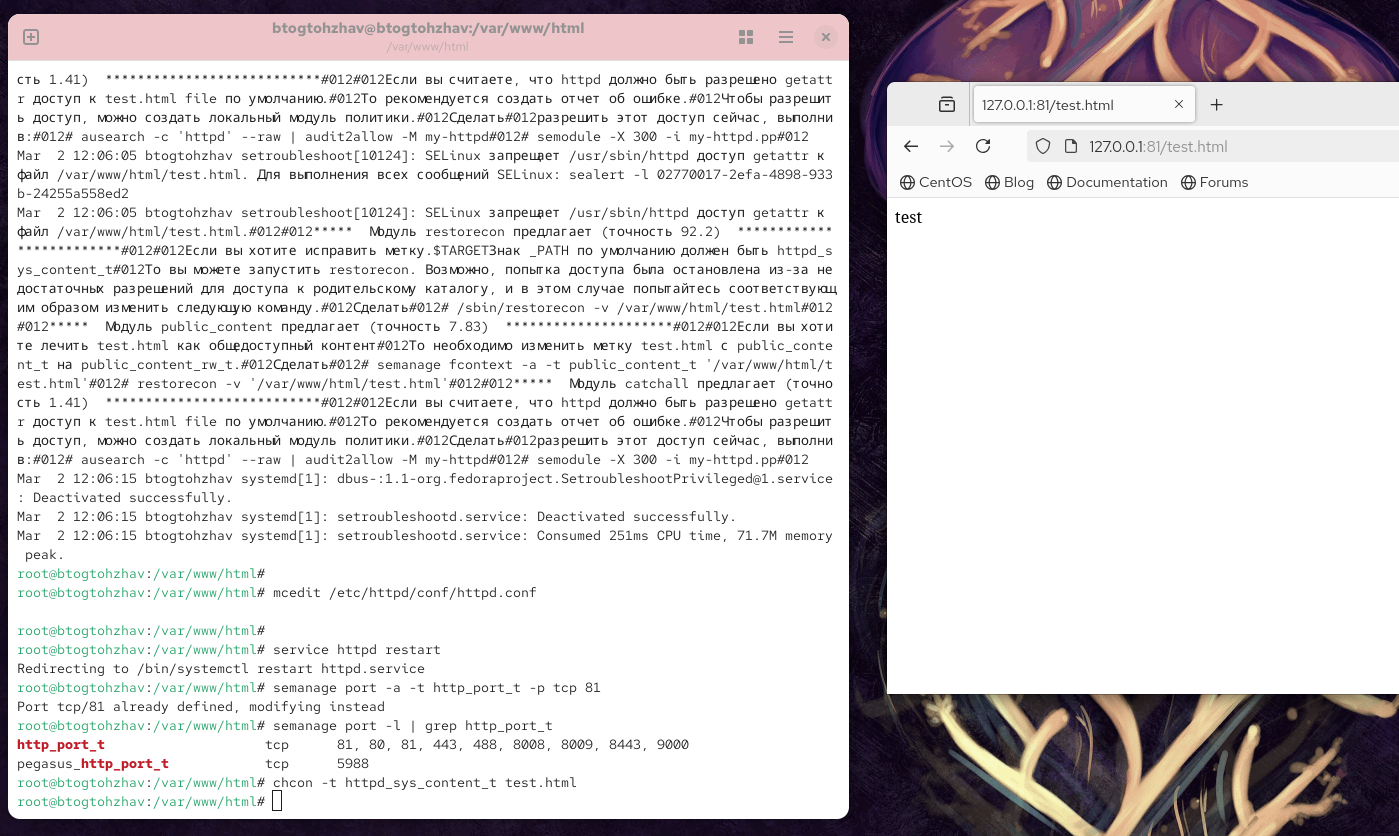 btogtohzhav@btogtohzhav:/var/www/html
/var/www/html
сть 1.41)  ***************************#012#012Если вы считаете, что httpd должно быть разрешено getatt
r доступ к test.html file по умолчанию.#012То рекомендуется создать отчет об ошибке.#012Чтобы разрешит
ь доступ, можно создать локальный модуль политики.#012Сделать#012разрешить этот доступ сейчас, выполни
в:#012# ausearch -c 'httpd' --raw | audit2allow -M my-httpd#012# semodule -X 300 -i my-httpd.pp#012
Mar  2 12:06:05 btogtohzhav setroubleshoot[10124]: SELinux запрещает /usr/sbin/httpd доступ getattr к
файл /var/www/html/test.html. Для выполнения всех сообщений SELinux: sealert -l 02770017-2efa-4898-933
b-24255a558ed2
Mar  2 12:06:05 btogtohzhav setroubleshoot[10124]: SELinux запрещает /usr/sbin/httpd доступ getattr к
файл /var/www/html/test.html.#012#012*****  Модуль restorecon предлагает (точность 92.2)  ************
*************#012#012Если вы хотите исправить метку.$TARGETЗнак _PATH по умолчанию должен быть httpd_s
ys_content_t#012То вы можете запустить restorecon. Возможно, попытка доступа была остановлена из-за не
достаточных разрешений для доступа к родительскому каталогу, и в этом случае попытайтесь соответствующ
им образом изменить следующую команду.#012Сделать#012# /sbin/restorecon -v /var/www/html/test.html#012
#012*****  Модуль public_content предлагает (точность 7.83)  *********************#012#012Если вы хоти
те лечить test.html как общедоступный контент#012То необходимо изменить метку test.html с public_conte
nt_t на public_content_rw_t.#012Сделать#012# semanage fcontext -a -t public_content_t '/var/www/html/t
est.html'#012# restorecon -v '/var/www/html/test.html'#012#012*****  Модуль catchall предлагает (точно
сть 1.41)  **************************#012#012Если вы считаете, что httpd должно быть разрешено getatt
r доступ к test.html file по умолчанию.#012То рекомендуется создать отчет об ошибке.#012Чтобы разрешит
ь доступ, можно создать локальный модуль политики.#012Сделать#012разрешить этот доступ сейчас, выполни
в:#012# ausearch -c 'httpd' --raw | audit2allow -M my-httpd#012# semodule -X 300 -i my-httpd.pp#012
Mar  2 12:06:15 btogtohzhav systemd[1]: dbus-:1.1-org.fedoraproject.SetroubleshootPrivileged@1.service
: Deactivated successfully.
Mar  2 12:06:15 btogtohzhav systemd[1]: setroubleshootd.service: Deactivated successfully.
Mar  2 12:06:15 btogtohzhav systemd[1]: setroubleshootd.service: Consumed 251ms CPU time, 71.7M memory
 peak.
root@btogtohzhav:/var/www/html#
root@btogtohzhav:/var/www/html# mcedit /etc/httpd/conf/httpd.conf
root@btogtohzhav:/var/www/html#
root@btogtohzhav:/var/www/html# service httpd restart
Redirecting to /bin/systemctl restart httpd.service
root@btogtohzhav:/var/www/html# semanage port -a -t http_port_t -p tcp 81
Port tcp/81 already defined, modifying instead
root@btogtohzhav:/var/www/html# semanage port -l | grep http_port_t
http_port_t                    tcp      81, 80, 81, 443, 488, 8008, 8009, 8443, 9000
pegasus_http_port_t            tcp      5988
root@btogtohzhav:/var/www/html# chcon -t httpd_sys_content_t test.html
root@btogtohzhav:/var/www/html#
127.0.0.1:81/test.html
127.0.0.1:81/test.html
CentOS Blog Documentation Forums
test